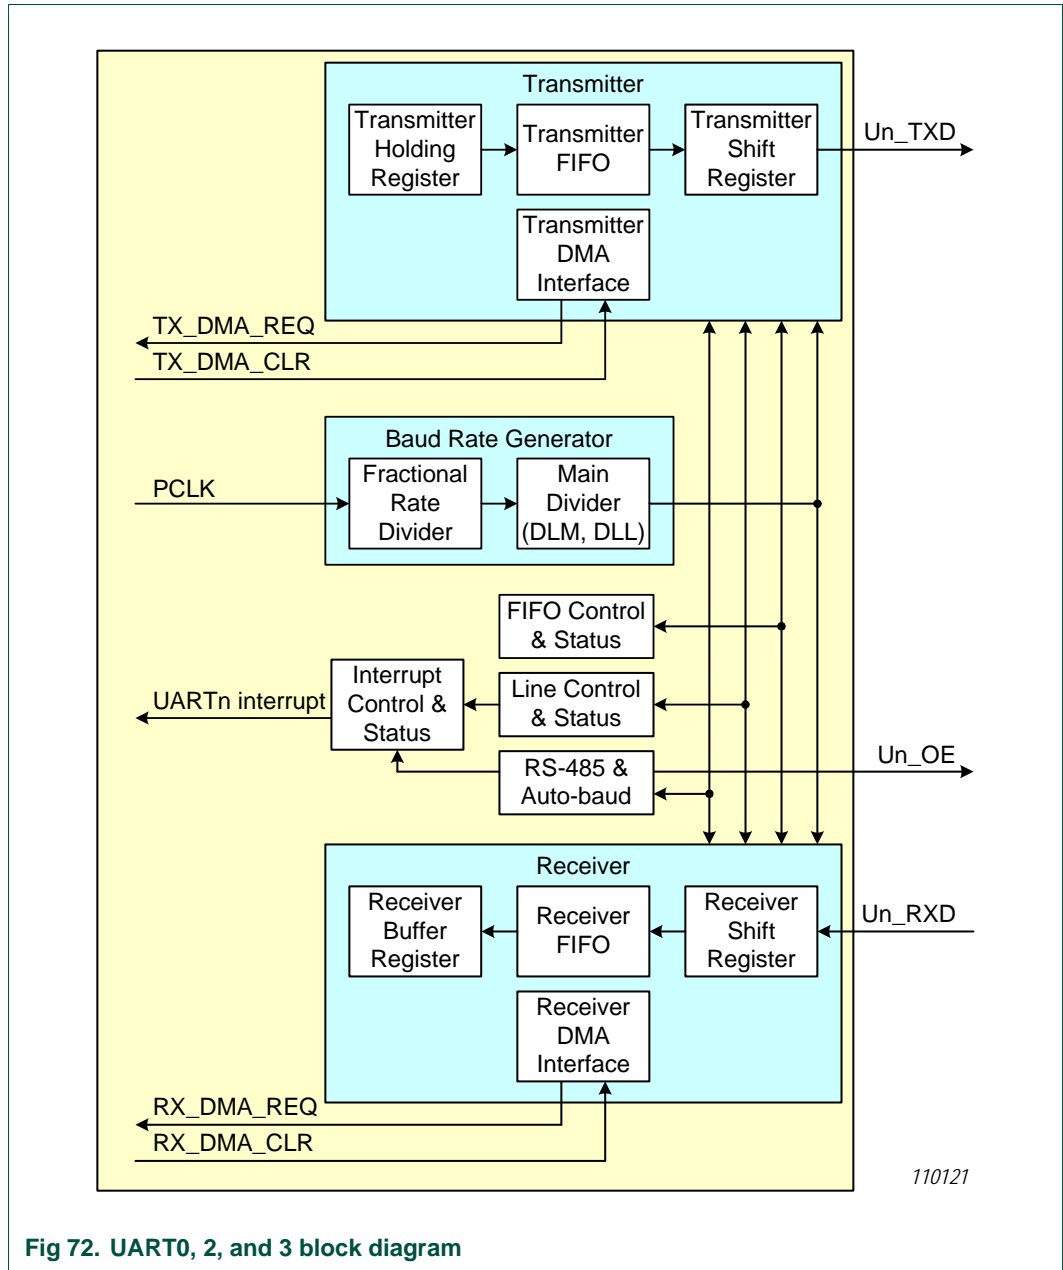 Transmitter
Transmitter
Holding
Register
Transmitter
FIFO
Transmitter
Shift
Register
Un_TXD
Transmitter
DMA
Interface
TX_DMA_REQ
TX_DMA_CLR
Baud Rate Generator
PCLK
Fractional
Rate
Divider
Main
Divider
(DLM, DLL)
FIFO Control
& Status
UARTn interrupt
Interrupt
Control &
Status
Line Control
& Status
RS-485 &
Auto-baud
Un_OE
Receiver
Receiver
Buffer
Register
Receiver
FIFO
Receiver
Shift
Register
Un_RXD
Receiver
DMA
Interface
RX_DMA_REQ
RX_DMA_CLR
110121
Fig 72. UART0, 2, and 3 block diagram